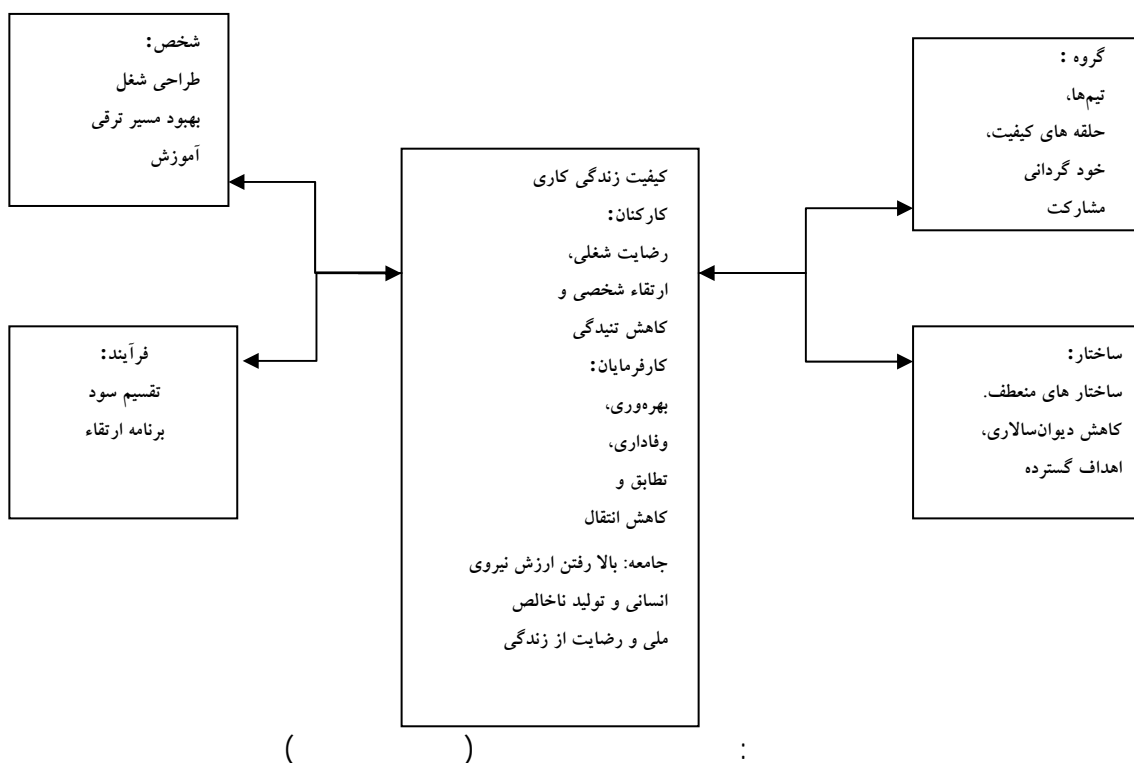 گروه :
تیم‌ها،
حلقه های کیفیت،
خود گردانی
مشارکت
شخص:
طراحی شغل
بهبود مسیر ترقی
آموزش
کیفیت زندگی کاری
کارکنان:
رضایت شغلی،
ارتقاء شخصی و
کاهش تنیدگی
کارفرمایان:
بهره‌وری،
وفاداری،
تطابق و
کاهش انتقال
جامعه: بالا رفتن ارزش نیروی
انسانی و تولید ناخالص
ملی و رضایت از زندگی
ساختار:
ساختار های منعطف.
کاهش دیوان‌سالاری،
اهداف گسترده
فرآیند:
تقسیم سود
برنامه ارتقاء
: ( )